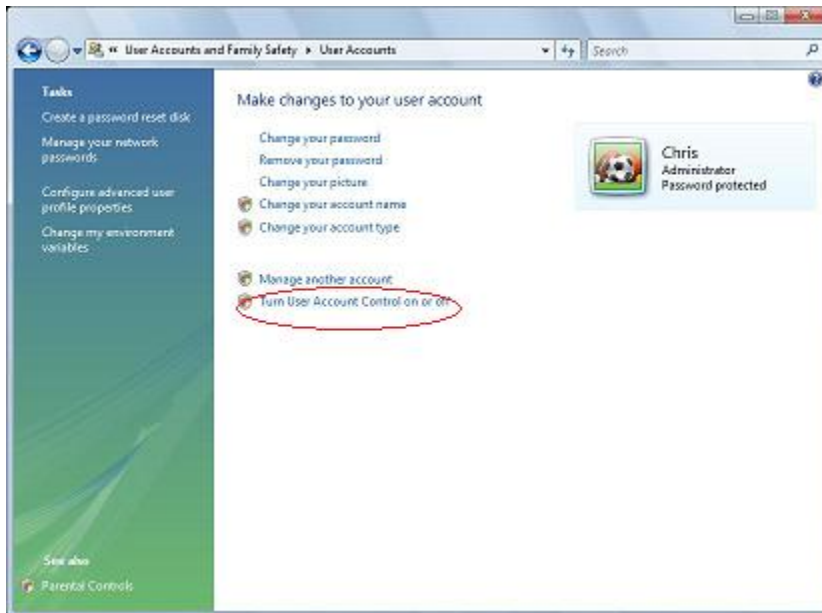 « User Accounts and Family Safety ▸ User Accounts
Search
Tasks
Create a password reset disk
Manage your network
passwords
Configure advanced user
profile properties
Change my environment
variables
See also
Parental Controls
Make changes to your user account
Change your password
Remove your password
Change your picture
Change your account name
Change your account type
Manage another account
Turn User Account Control on or off
Chris
Administrator
Password protected